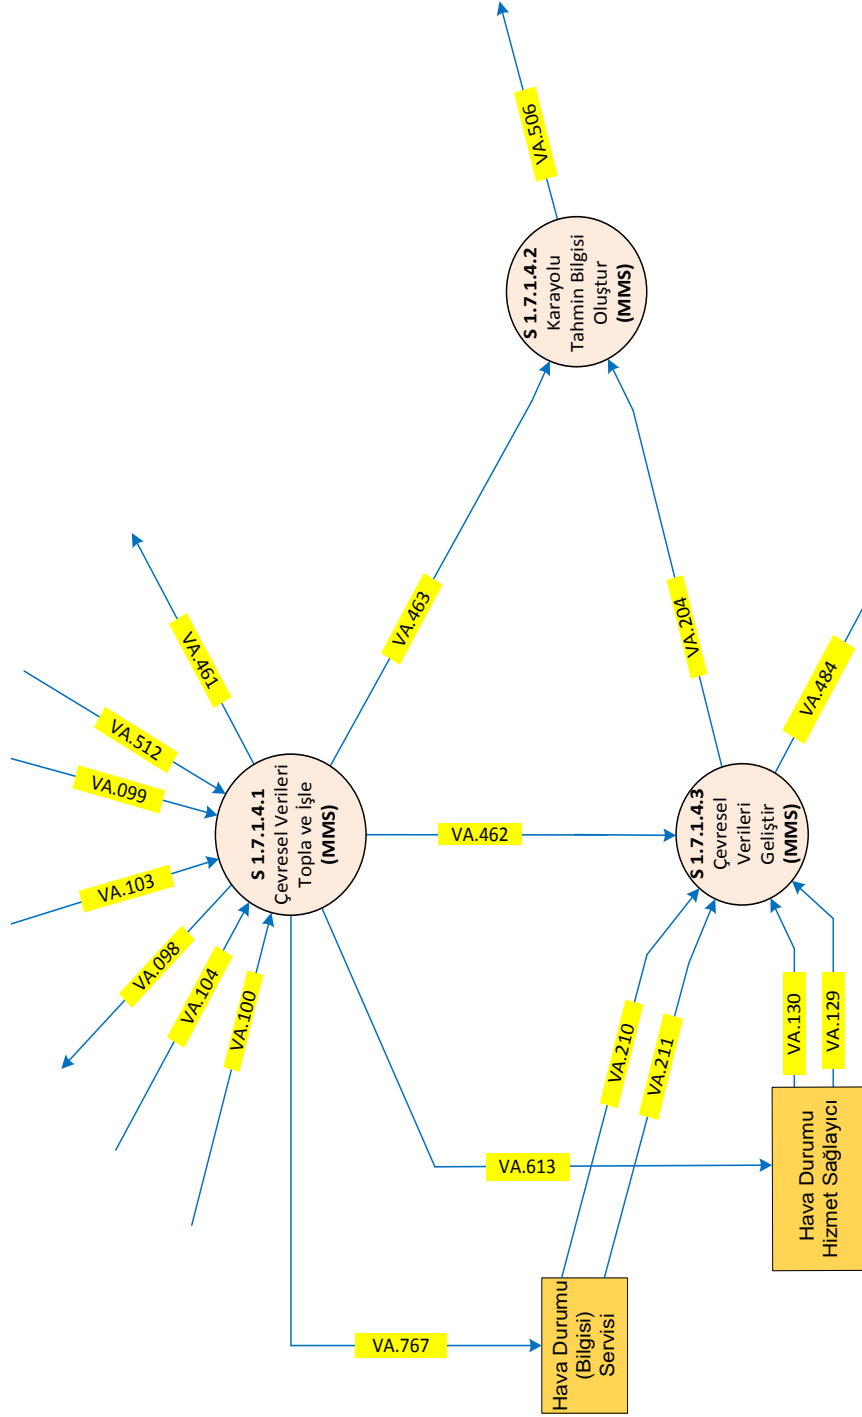 VA.506
S 1.7.1.4.2
Karayolu
Tahmin Bilgisi
Oluştur
(MMS)
VA.463
VA.461
VA.204
VA.512
VA.484
VA.099
S 1.7.1.4.1
Çevresel Verileri
Topla ve İşle
(MMS)
VA.462
S 1.7.1.4.3
Çevresel
Verileri
Geliştir
(MMS)
VA.103
VA.098
VA.104
VA.100
VA.210
VA.211
VA.130
VA.129
VA.613
Hava Durumu
Hizmet Sağlayıcı
VA.767
Hava Durumu
(Bilgisi)
Servisi